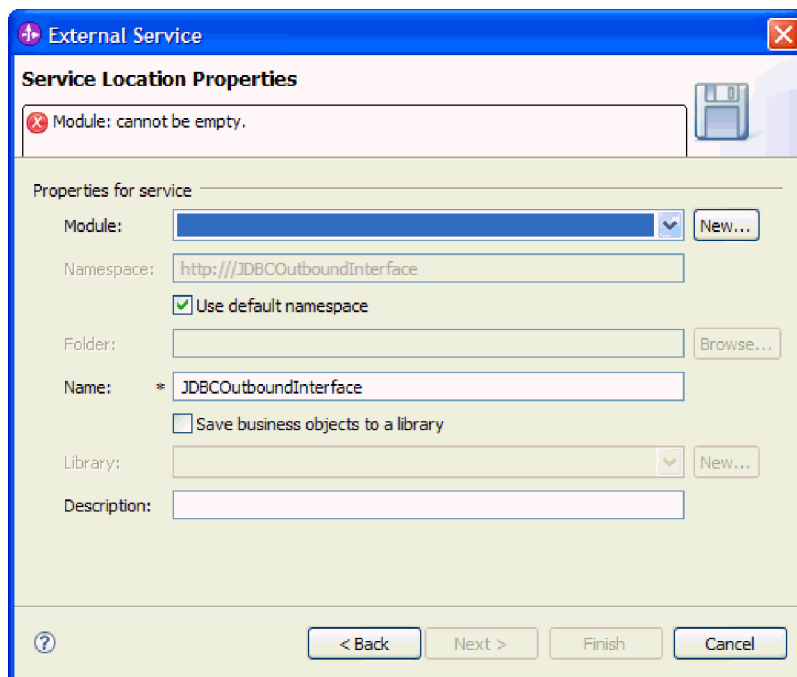 External Service
Service Location Properties
Module: cannot be empty.
Properties for service
Module: New...
Namespace: http:///JDBCOutboundInterface
Use default namespace
Folder: Browse...
Name: * JDBCOutboundInterface
Save business objects to a library
Library: New...
Description:
? < Back Next > Finish Cancel